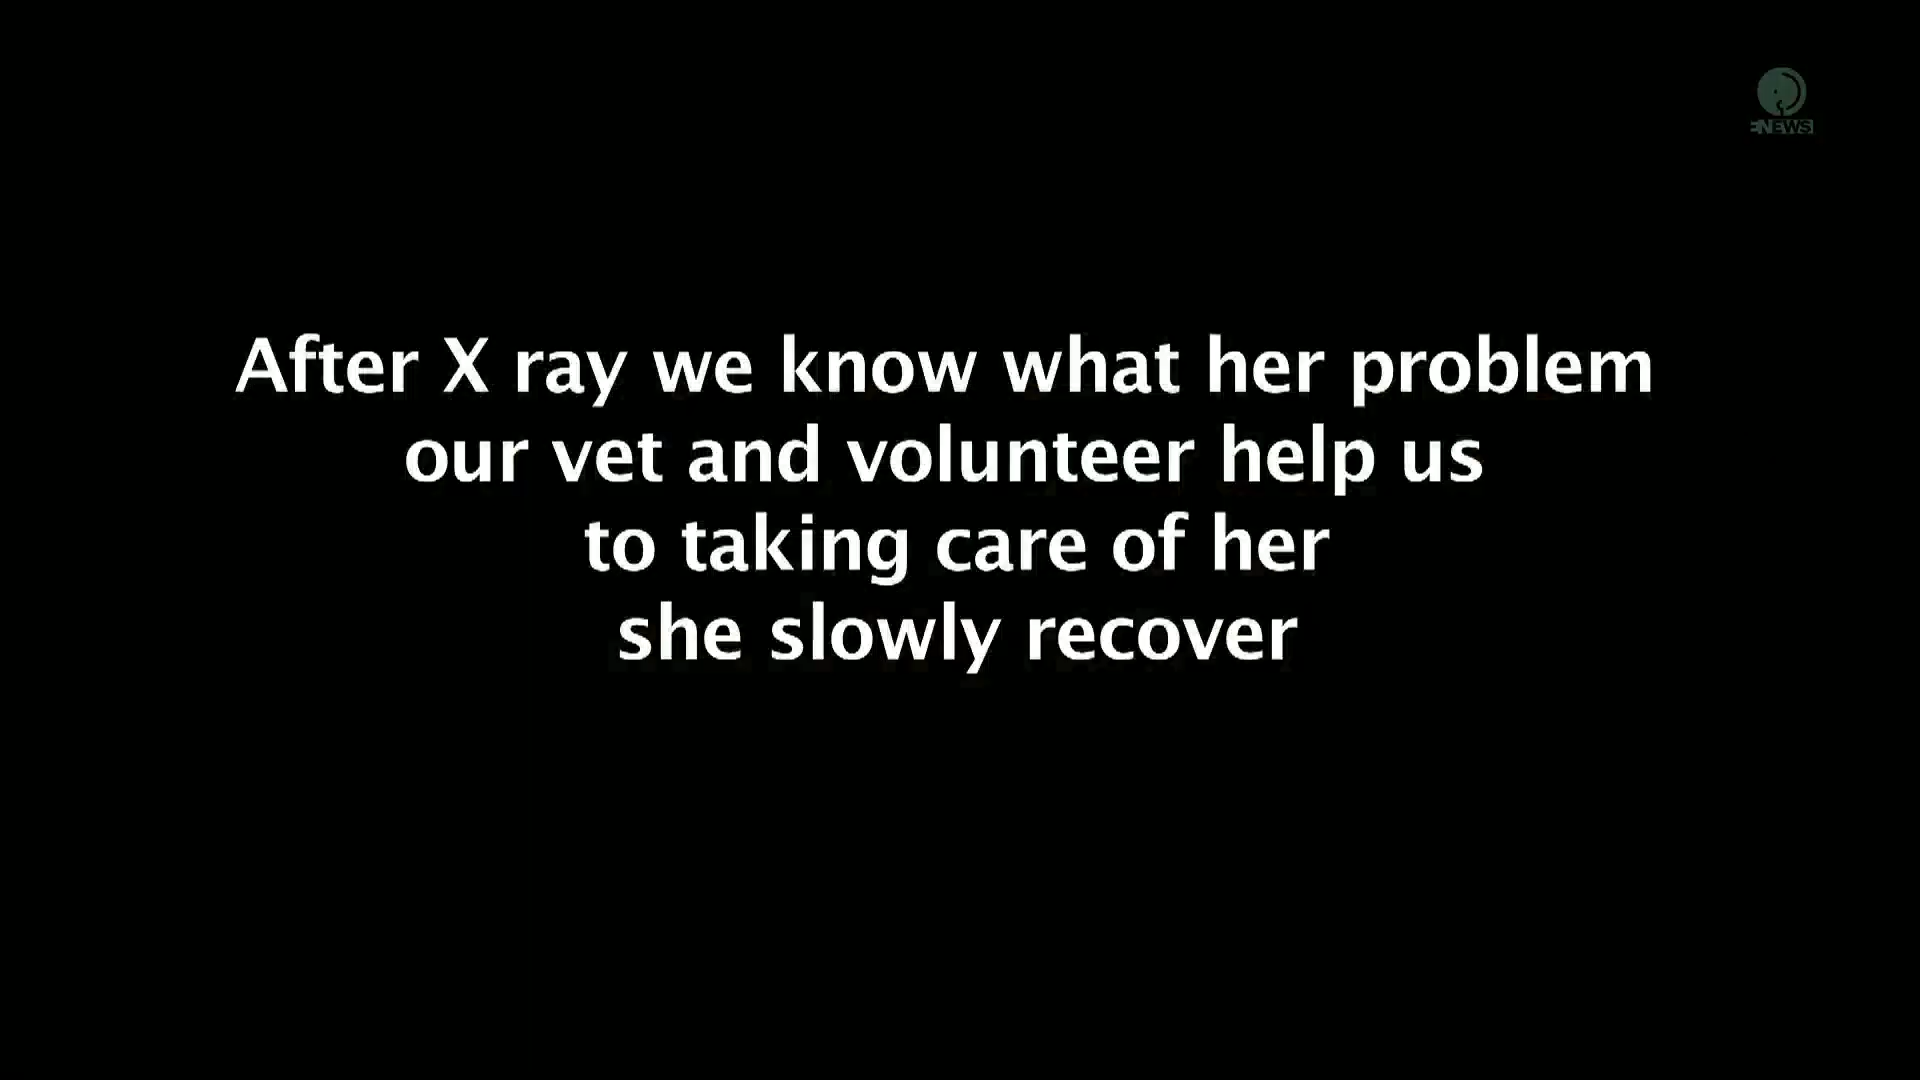 ENEWS
After X ray we know what her problem
our vet and volunteer help us
to taking care of her
she slowly recover